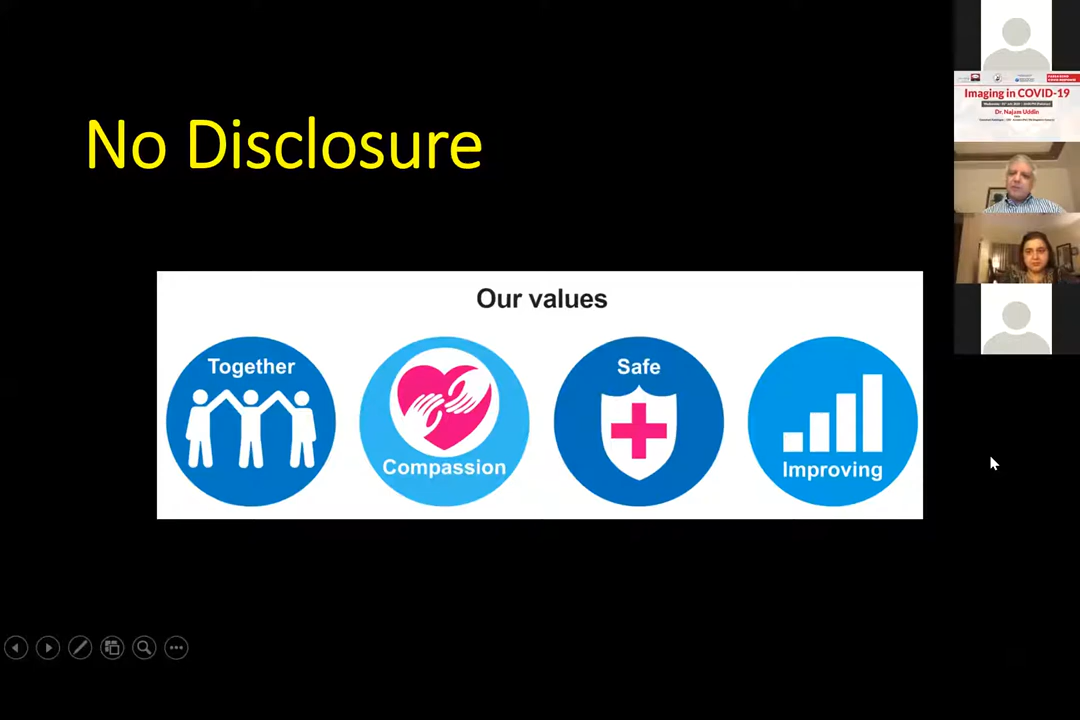 No Disclosure
Our values
Together
Compassion
Safe
Improving
Imaging in COVID-19
Dr. Najam Uddin